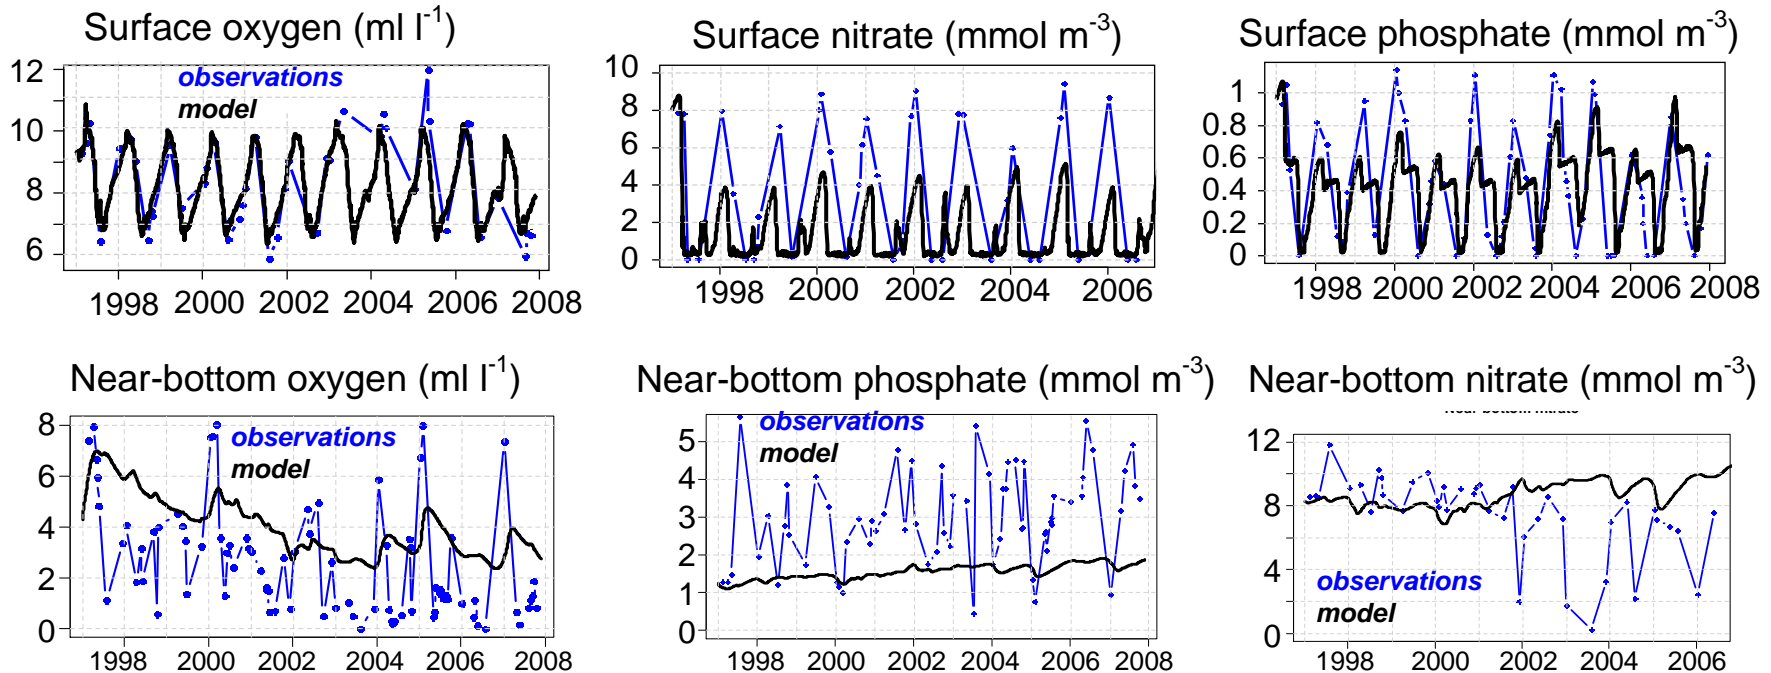 Surface oxygen (ml l-1)
observations
model
12
10
8
6
1998 2000 2002 2003 2005 2006 2008
Surface nitrate (mmol m-3)
10
8
6
4
2
0
1998 2000 2002 2004 2006
Surface phosphate (mmol m-3)
1
0.8
0.6
0.4
0.2
0
1998 2000 2002 2004 2006 2008
Near-bottom oxygen (ml l-1)
observations
model
8
6
4
2
0
1998 2000 2002 2004 2006 2008
Near-bottom phosphate (mmol m-3)
observations
model
5
4
3
2
1
0
1998 2000 2002 2004 2006 2008
Near-bottom nitrate (mmol m-3)
12
8
4
0
observations
model
1998 2000 2002 2004 2006